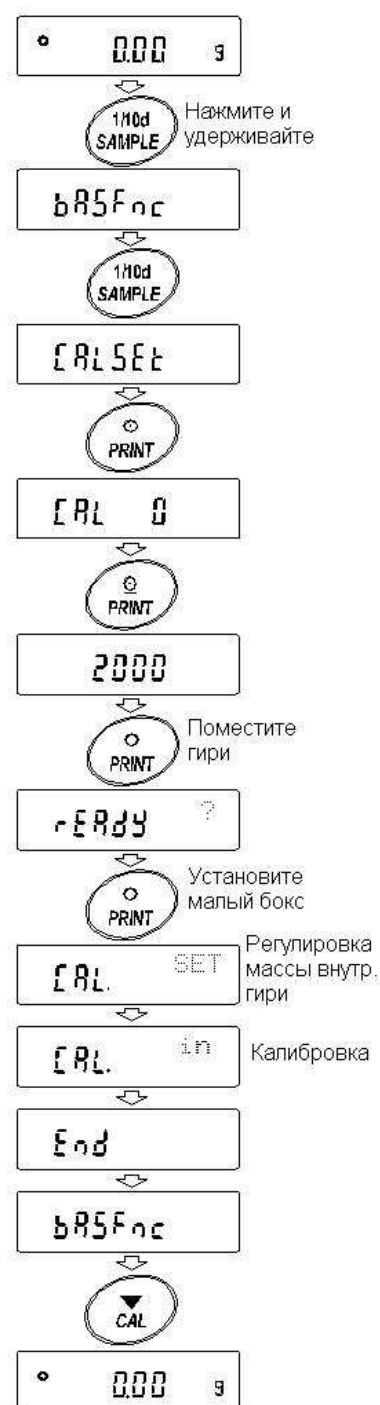 0.00 g
1/10d
SAMPLE
Нажмите и
удерживайте
bASFnc
1/10d
SAMPLE
CALSEt
PRINT
CAL 0
PRINT
2000
PRINT
Поместите
гири
rEAdy ?
PRINT
Установите
малый бокс
CAL. SET
Регулировка
массы внутр.
гири
CAL. in
Калибровка
End
bASFnc
CAL
0.00 g